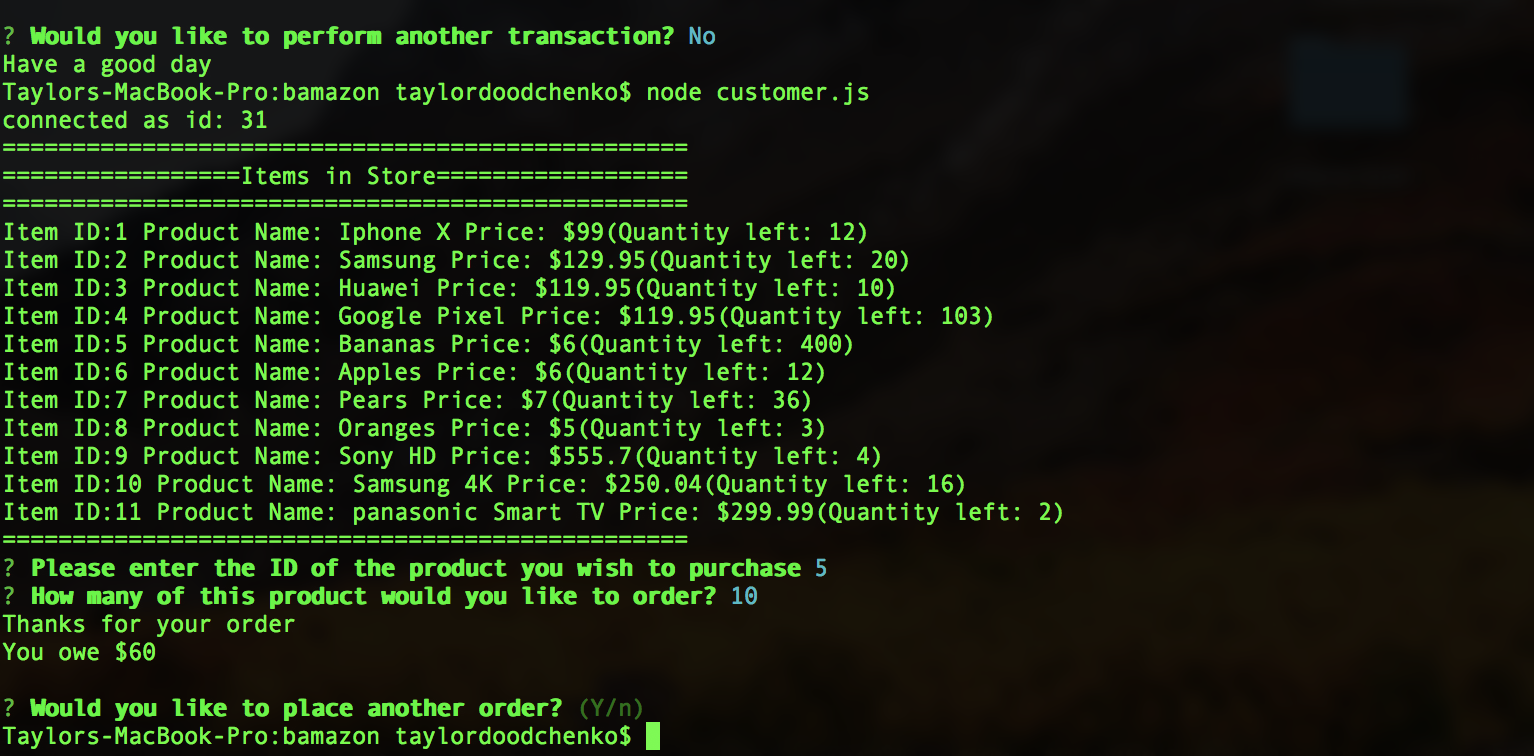 ? Would you like to perform another transaction? No
Have a good day
Taylors-MacBook-Pro:bamazon taylordoodchenko$ node customer.js
connected as id: 31
=================================================
=================Items in Store==================
=================================================
Item ID:1 Product Name: Iphone X Price: $99(Quantity left: 12)
Item ID:2 Product Name: Samsung Price: $129.95(Quantity left: 20)
Item ID:3 Product Name: Huawei Price: $119.95(Quantity left: 10)
Item ID:4 Product Name: Google Pixel Price: $119.95(Quantity left: 103)
Item ID:5 Product Name: Bananas Price: $6(Quantity left: 400)
Item ID:6 Product Name: Apples Price: $6(Quantity left: 12)
Item ID:7 Product Name: Pears Price: $7(Quantity left: 36)
Item ID:8 Product Name: Oranges Price: $5(Quantity left: 3)
Item ID:9 Product Name: Sony HD Price: $555.7(Quantity left: 4)
Item ID:10 Product Name: Samsung 4K Price: $250.04(Quantity left: 16)
Item ID:11 Product Name: panasonic Smart TV Price: $299.99(Quantity left: 2)
=================================================
? Please enter the ID of the product you wish to purchase 5
? How many of this product would you like to order? 10
Thanks for your order
You owe $60
? Would you like to place another order? (Y/n)
Taylors-MacBook-Pro:bamazon taylordoodchenko$